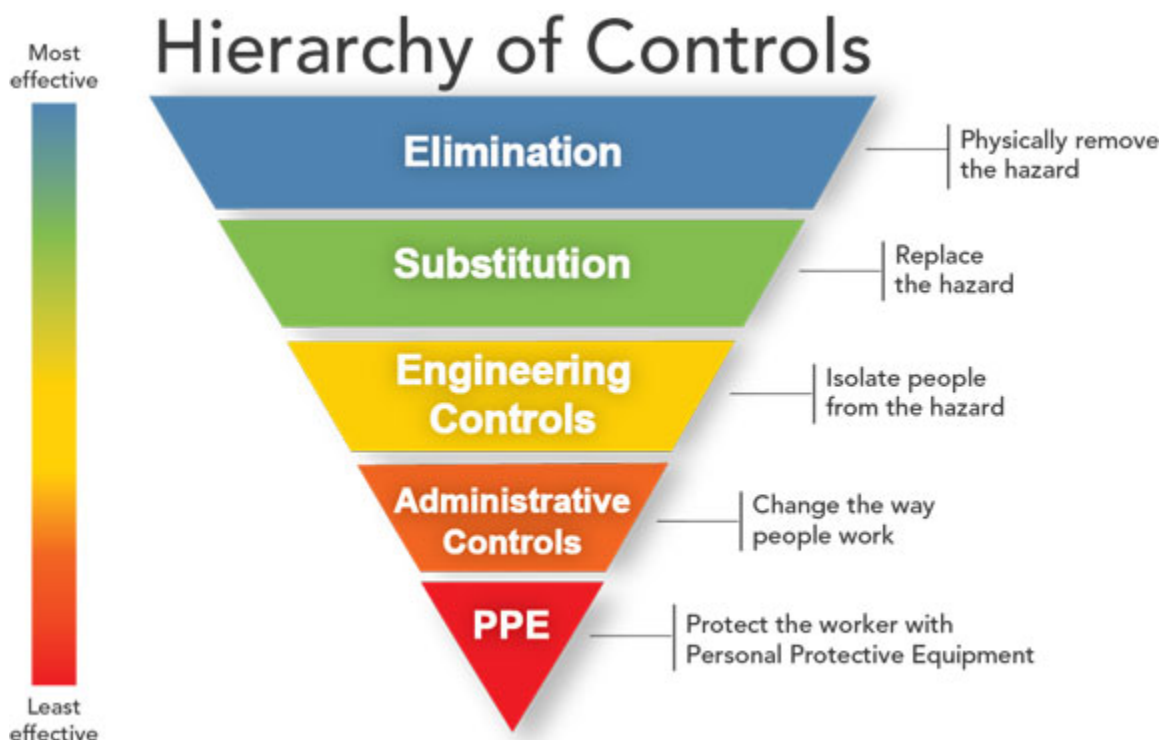 Hierarchy of Controls
Most
effective
Elimination
Physically remove
the hazard
Substitution
Replace
the hazard
Engineering
Controls
Isolate people
from the hazard
Administrative
Controls
Change the way
people work
PPE
Protect the worker with
Personal Protective Equipment
Least
effective